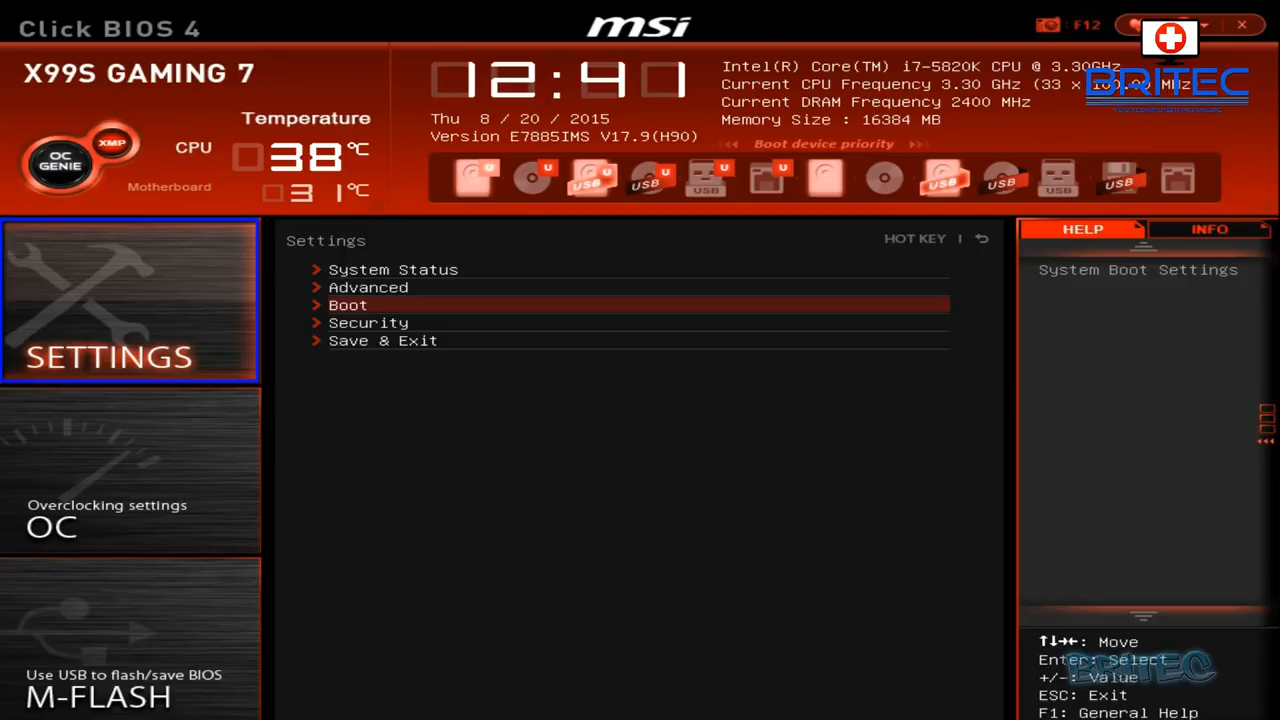 Click BIOS 4
msi
F12
X99S GAMING 7
12:41
Thu 8 / 20 / 2015
Version E7885IMS V17.9(H90)
Intel(R) Core(TM) i7-5820K CPU @ 3.30GHz
Current CPU Frequency 3.30 GHz (33 x 100.00 MHz)
Current DRAM Frequency 2400 MHz
Memory Size : 16384 MB
BRITEC
Temperature
OC GENIE
XMP
CPU
38°C
Motherboard
31°C
Boot device priority
U U USB U USB U USB U U USB USB USB USB
SETTINGS
Overclocking settings
OC
Use USB to flash/save BIOS
M-FLASH
Settings
HOT KEY
System Status
Advanced
Boot
Security
Save & Exit
HELP
INFO
System Boot Settings
: Move
Enter: Select
+/-: Value
ESC: Exit
F1: General Help
BRITEC